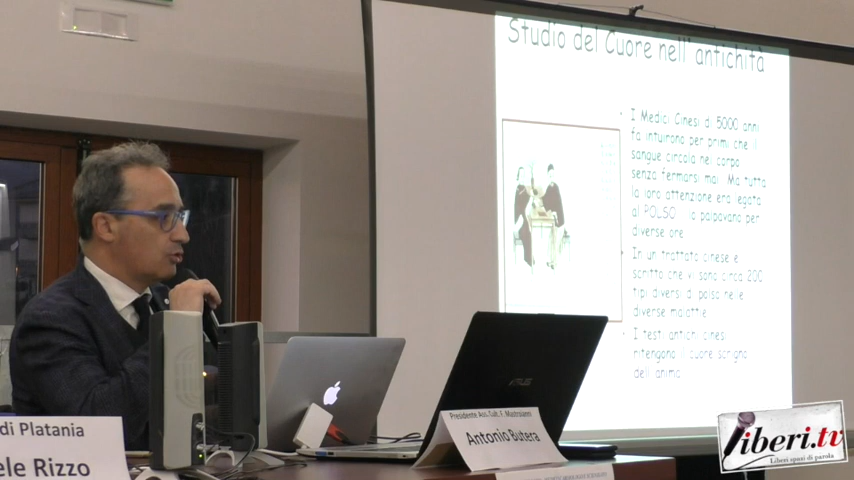 Studio del Cuore nell'antichità
I Medici Cinesi di 5000 anni
fa intuirono per primi che il
sangue circola nel corpo
senza fermarsi mai. Ma tutta
la loro attenzione era legata
al POLSO lo palpavano per
diverse ore
In un trattato cinese è
scritto che vi sono circa 200
tipi diversi di polso nelle
diverse malattie
I testi antichi cinesi
ritengono il cuore scrigno
dell'anima
ASUS
Presidente Ass. Cult. F. Mastroianni
Antonio Butera
di Platania
ele Rizzo
liberi.tv
Liberi spazi di parola